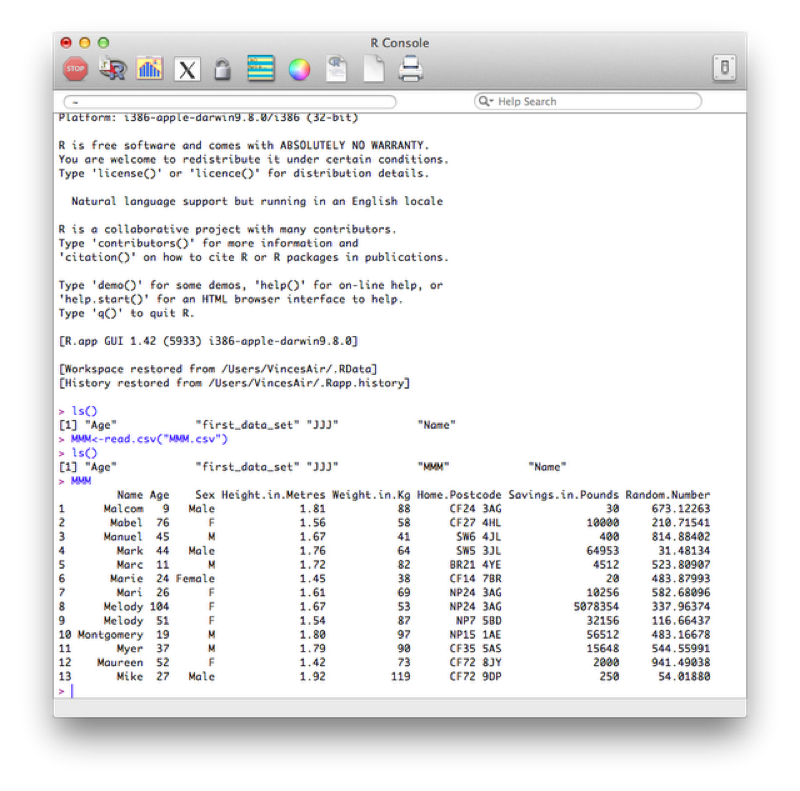 R Console
STOP
R
X
~
Help Search
Platform: i386-apple-darwin9.8.0/i386 (32-bit)
R is free software and comes with ABSOLUTELY NO WARRANTY.
You are welcome to redistribute it under certain conditions.
Type 'license()' or 'licence()' for distribution details.
Natural language support but running in an English locale
R is a collaborative project with many contributors.
Type 'contributors()' for more information and
'citation()' on how to cite R or R packages in publications.
Type 'demo()' for some demos, 'help()' for on-line help, or
'help.start()' for an HTML browser interface to help.
Type 'q()' to quit R.
[R.app GUI 1.42 (5933) i386-apple-darwin9.8.0]
[Workspace restored from /Users/VincesAir/.RData]
[History restored from /Users/VincesAir/.Rapp.history]
> ls()
[1] "Age" "first_data_set" "JJJ" "Name"
> MMM<-read.csv("MMM.csv")
> ls()
[1] "Age" "first_data_set" "JJJ" "MMM" "Name"
> MMM
Name Age Sex Height.in.Metres Weight.in.Kg Home.Postcode Savings.in.Pounds Random.Number
1 Malcom 9 Male 1.81 88 CF24 3AG 30 673.12263
2 Mabel 76 F 1.56 58 CF27 4HL 10000 210.71541
3 Manuel 45 M 1.67 41 SW6 4JL 400 814.88402
4 Mark 44 Male 1.76 64 SW5 3JL 64953 31.48134
5 Marc 11 M 1.72 82 BR21 4YE 4512 523.80907
6 Marie 24 Female 1.45 38 CF14 7BR 20 483.87993
7 Mari 26 F 1.61 69 NP24 3AG 10256 582.68096
8 Melody 104 F 1.67 53 NP24 3AG 5078354 337.96374
9 Melody 51 F 1.54 87 NP7 5BD 32156 116.66437
10 Montgomery 19 M 1.80 97 NP15 1AE 56512 483.16678
11 Myer 37 M 1.79 90 CF35 5AS 15648 544.55991
12 Maureen 52 F 1.42 73 CF72 8JY 2000 941.49038
13 Mike 27 Male 1.92 119 CF72 9DP 250 54.01880
>